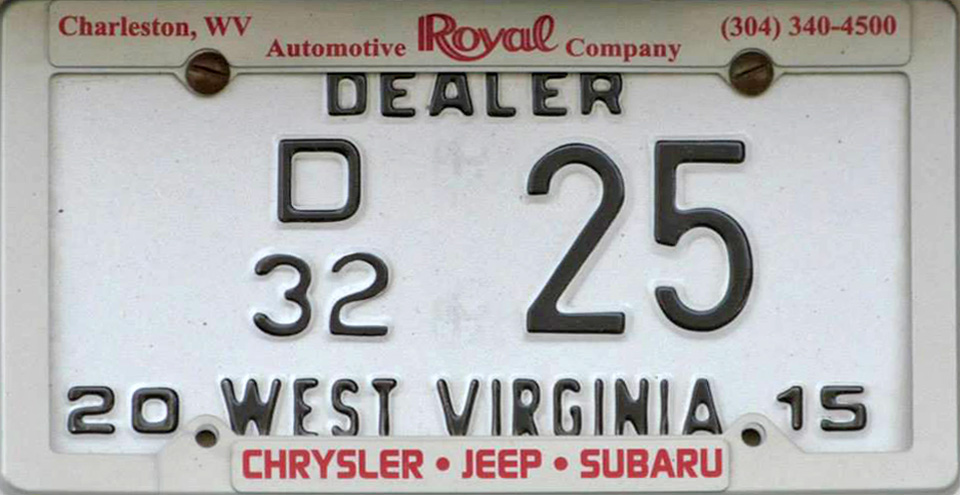 Charleston, WV (304) 340-4500
Automotive Royal Company
DEALER
D 25
32
20 WEST VIRGINIA 15
CHRYSLER • JEEP • SUBARU